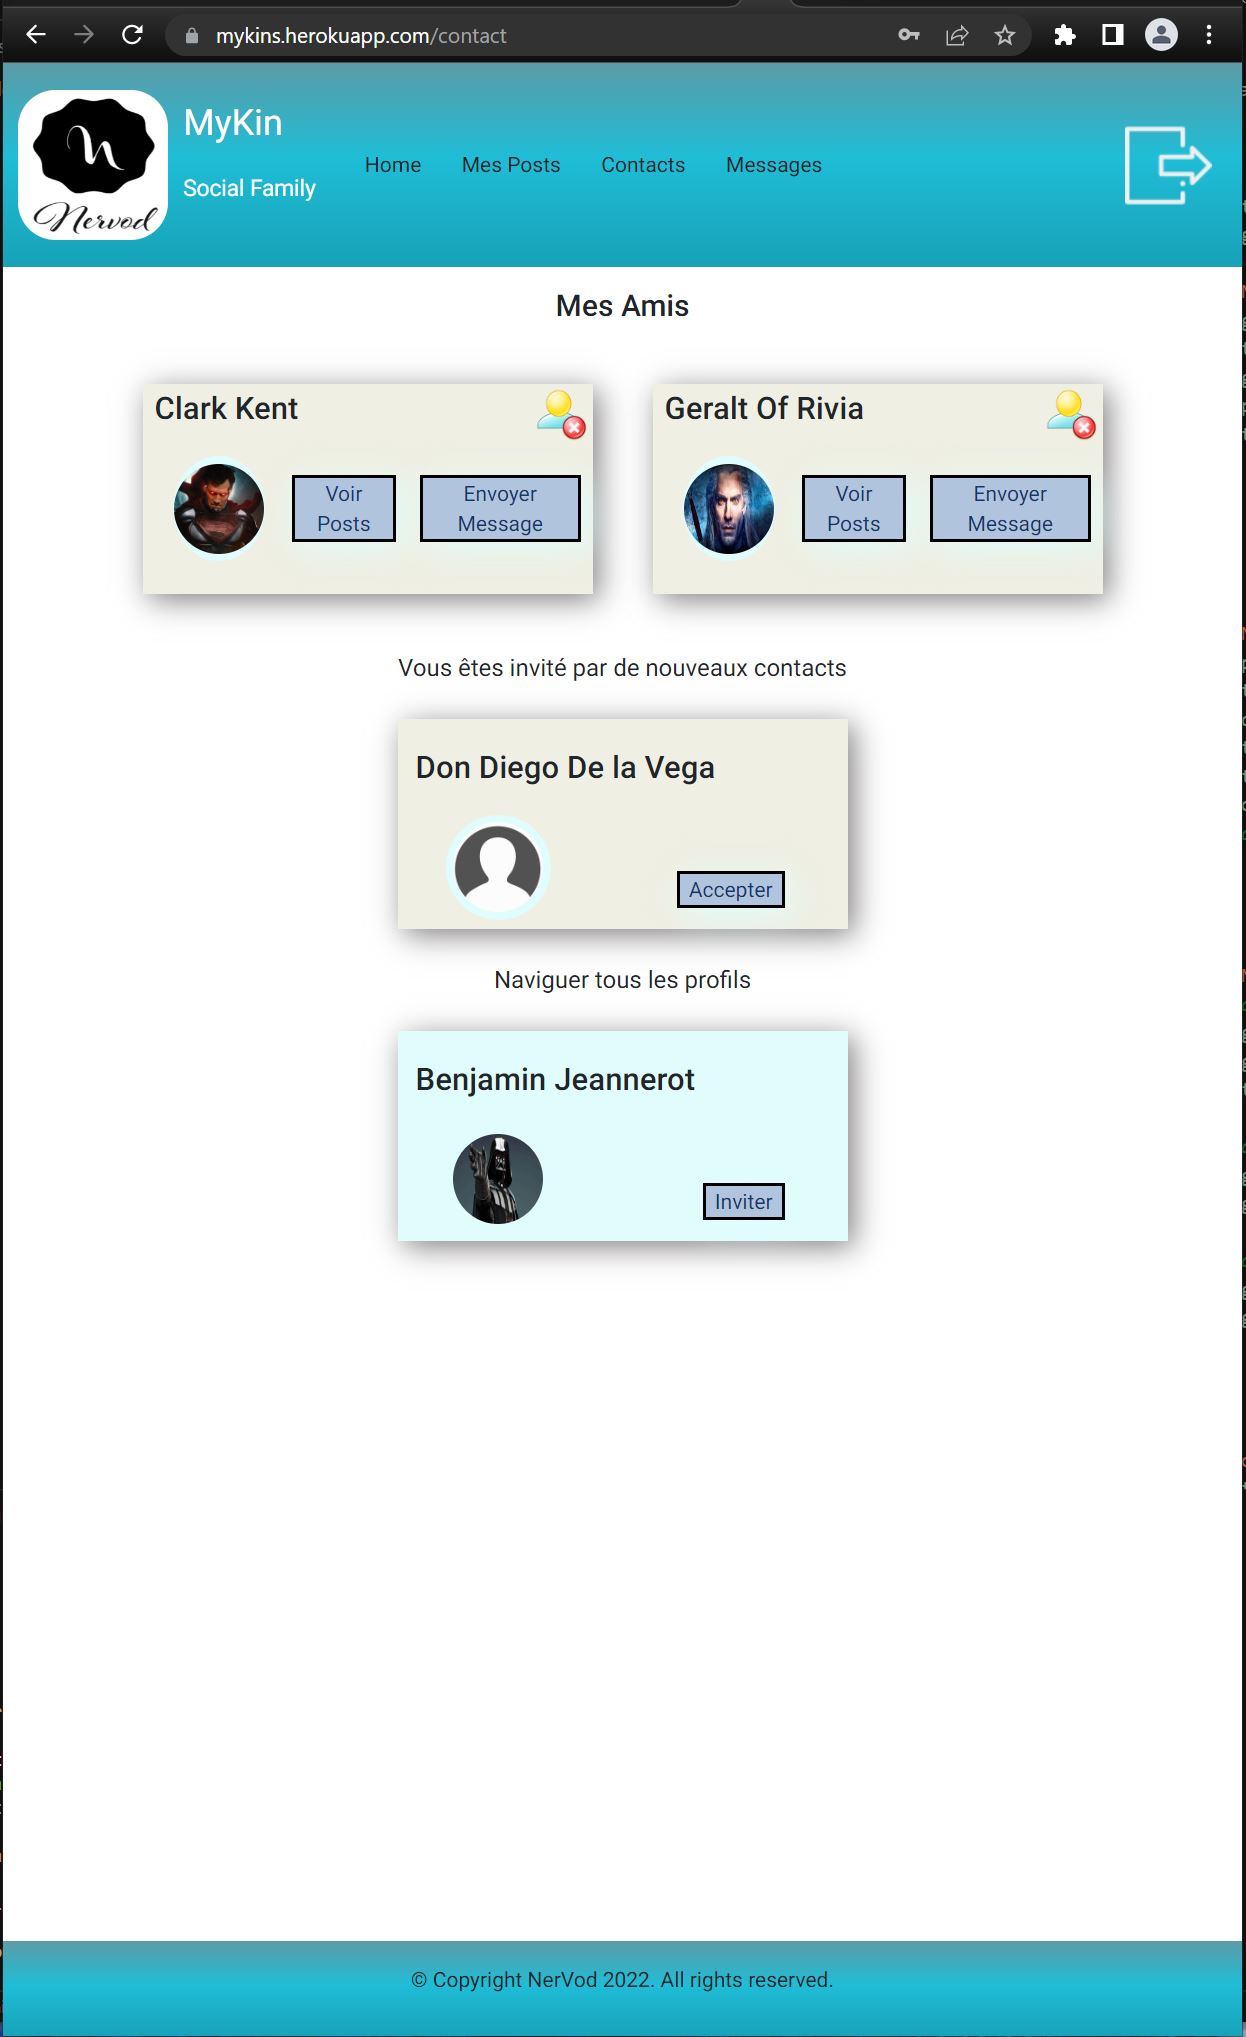 mykins.herokuapp.com/contact
MyKin
Social Family
Nervod
Home Mes Posts Contacts Messages
Mes Amis
Clark Kent
Voir
Posts
Envoyer
Message
Geralt Of Rivia
Voir
Posts
Envoyer
Message
Vous êtes invité par de nouveaux contacts
Don Diego De la Vega
Accepter
Naviguer tous les profils
Benjamin Jeannerot
Inviter
© Copyright NerVod 2022. All rights reserved.